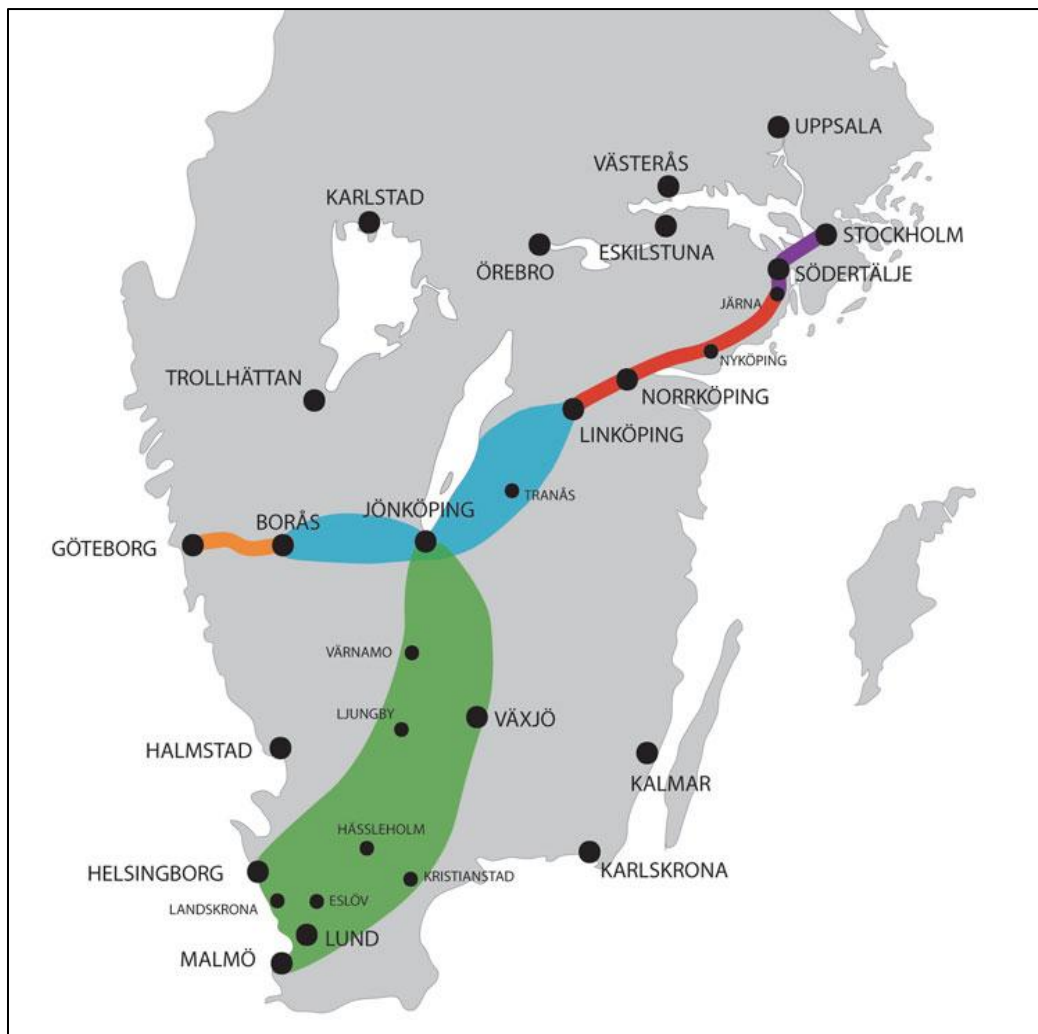 UPPSALA
VÄSTERÅS
KARLSTAD
STOCKHOLM
ESKILSTUNA
ÖREBRO
SÖDERTÄLJE
JÄRNA
NYKÖPING
TROLLHÄTTAN
NORRKÖPING
LINKÖPING
TRANÅS
JÖNKÖPING
BORÅS
GÖTEBORG
VÄRNAMO
LJUNGBY
VÄXJÖ
HALMSTAD
KALMAR
HÄSSLEHOLM
HELSINGBORG
KRISTIANSTAD
KARLSKRONA
LANDSKRONA
ESLÖV
LUND
MALMÖ